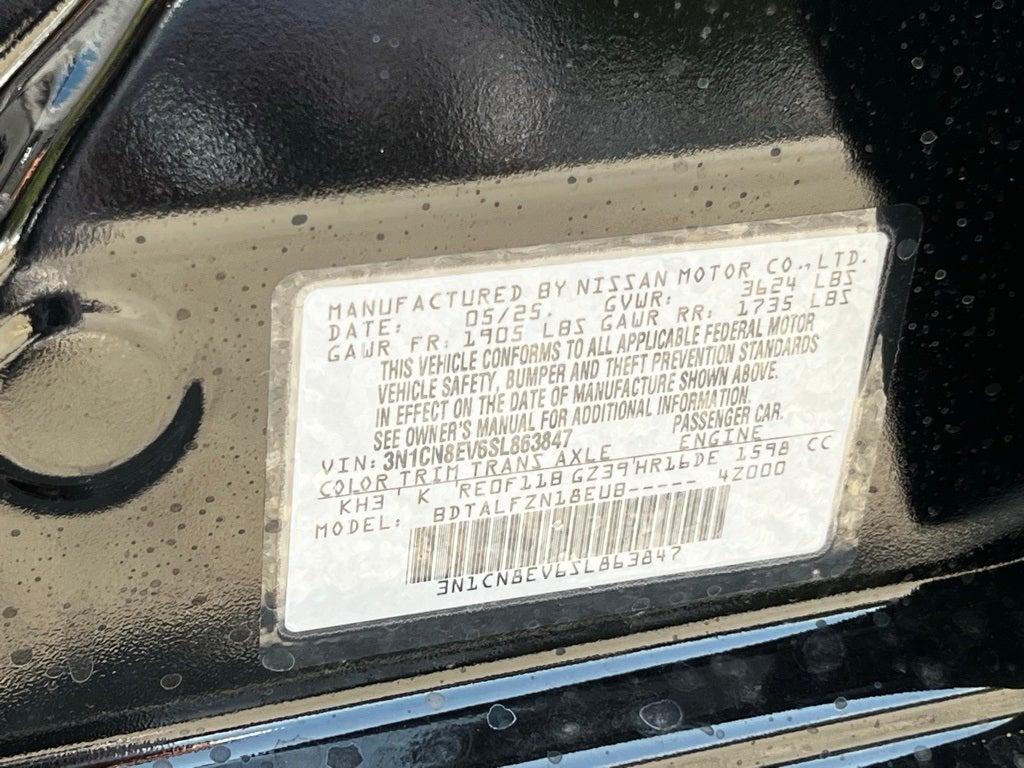 MANUFACTURED BY NISSAN MOTOR CO., LTD.
DATE: 05/25. GVWR: 3624 LBS
GAWR FR: 1905 LBS GAWR RR: 1735 LBS
THIS VEHICLE CONFORMS TO ALL APPLICABLE FEDERAL MOTOR
VEHICLE SAFETY, BUMPER AND THEFT PREVENTION STANDARDS
IN EFFECT ON THE DATE OF MANUFACTURE SHOWN ABOVE.
SEE OWNER'S MANUAL FOR ADDITIONAL INFORMATION.
VIN: 3N1CN8EV6SL863847 PASSENGER CAR.
COLOR TRIM TRANS AXLE ENGINE
KH3 K RE0F11B GZ39 HR16DE 1598 CC
MODEL: BDTALFZN18EUB----- 4Z000
3N1CN8EV6SL863847